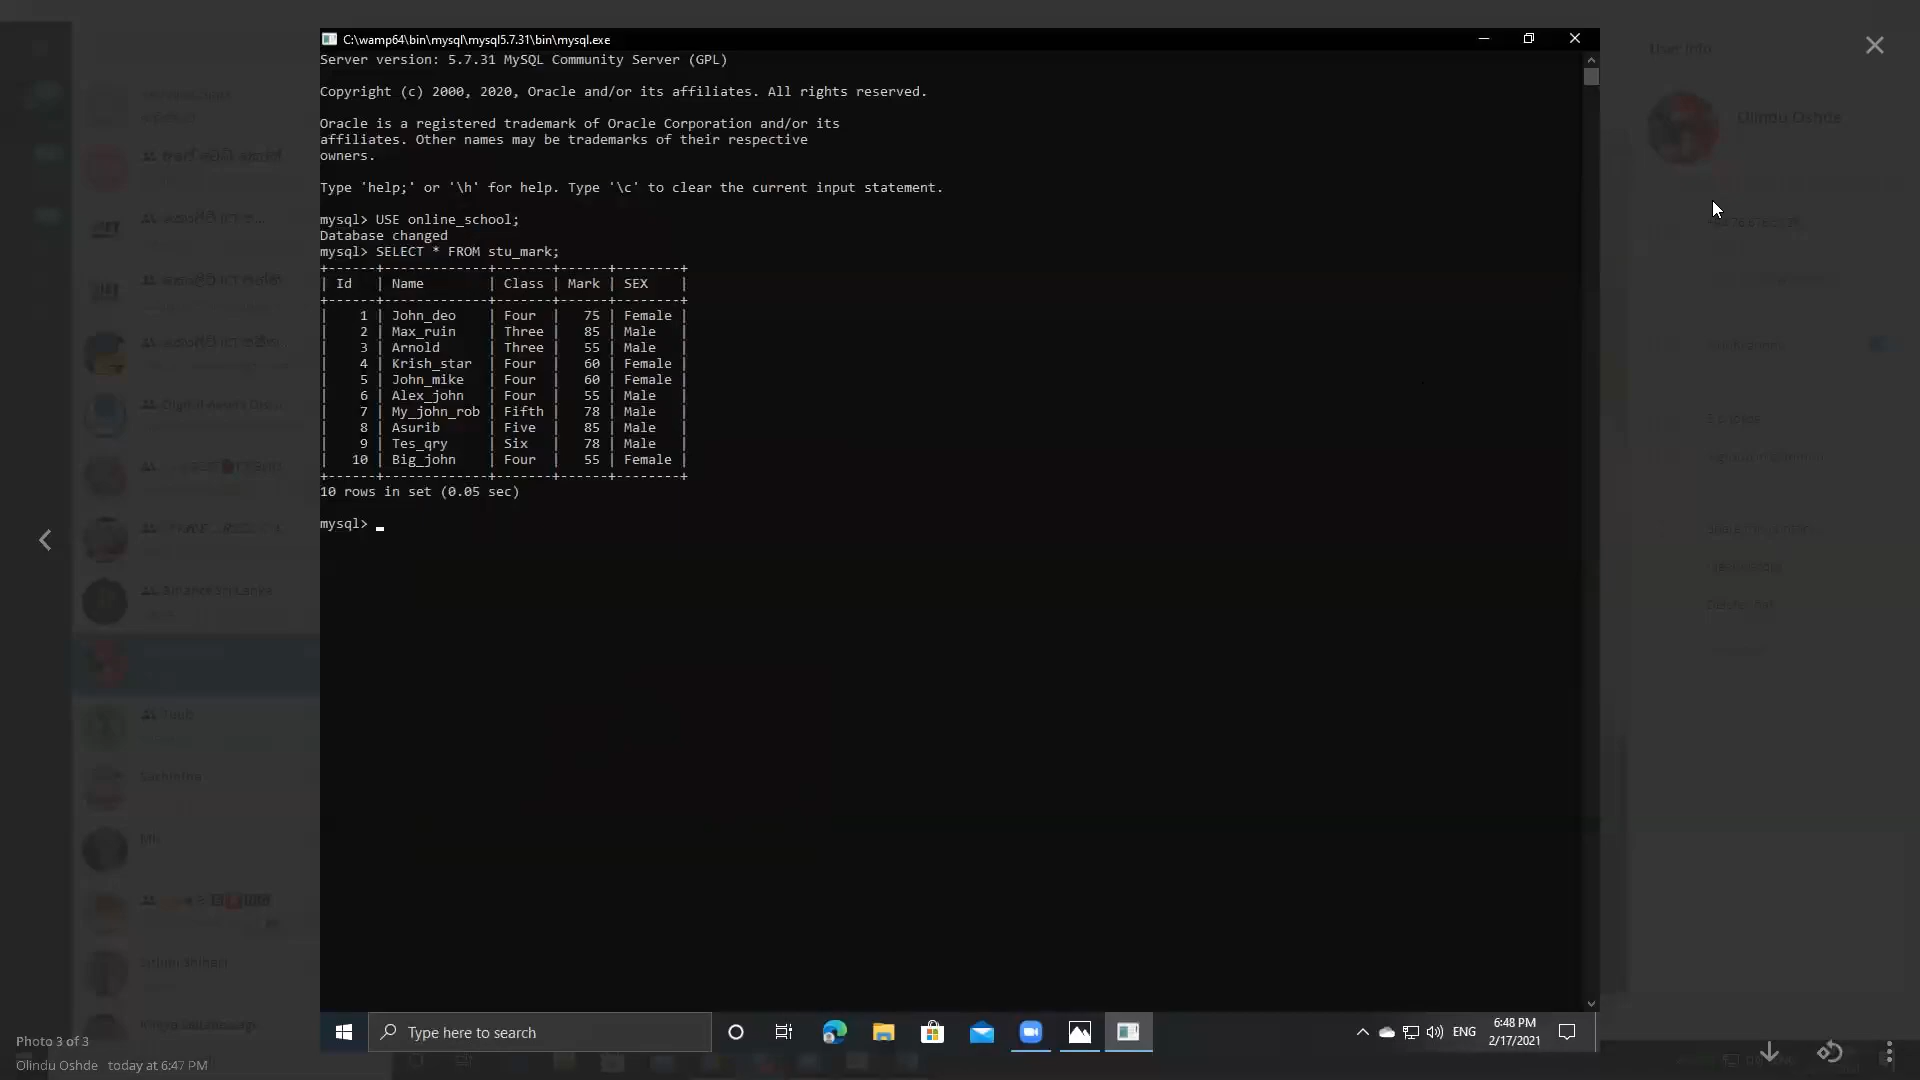 C:\wamp64\bin\mysql\mysql5.7.31\bin\mysql.exe
Server version: 5.7.31 MySQL Community Server (GPL)
Copyright (c) 2000, 2020, Oracle and/or its affiliates. All rights reserved.
Oracle is a registered trademark of Oracle Corporation and/or its
affiliates. Other names may be trademarks of their respective
owners.
Type 'help;' or '\h' for help. Type '\c' to clear the current input statement.
mysql> USE online_school;
Database changed
mysql> SELECT * FROM stu_mark;
+------+-------------+-------+------+--------+
| Id   | Name        | Class | Mark | SEX    |
+------+-------------+-------+------+--------+
|    1 | John_deo    | Four  |   75 | Female |
|    2 | Max_ruin    | Three |   85 | Male   |
|    3 | Arnold      | Three |   55 | Male   |
|    4 | Krish_star  | Four  |   60 | Female |
|    5 | John_mike   | Four  |   60 | Female |
|    6 | Alex_john   | Four  |   55 | Male   |
|    7 | My_john_rob | Fifth |   78 | Male   |
|    8 | Asurib      | Five  |   85 | Male   |
|    9 | Tes_qry     | Six   |   78 | Male   |
|   10 | Big_john    | Four  |   55 | Female |
+------+-------------+-------+------+--------+
10 rows in set (0.05 sec)
mysql>
User Info
Olindu Oshde
Binance Sri Lanka
Type here to search
ENG
6:48 PM
2/17/2021
Photo 3 of 3
Olindu Oshde today at 6:47 PM